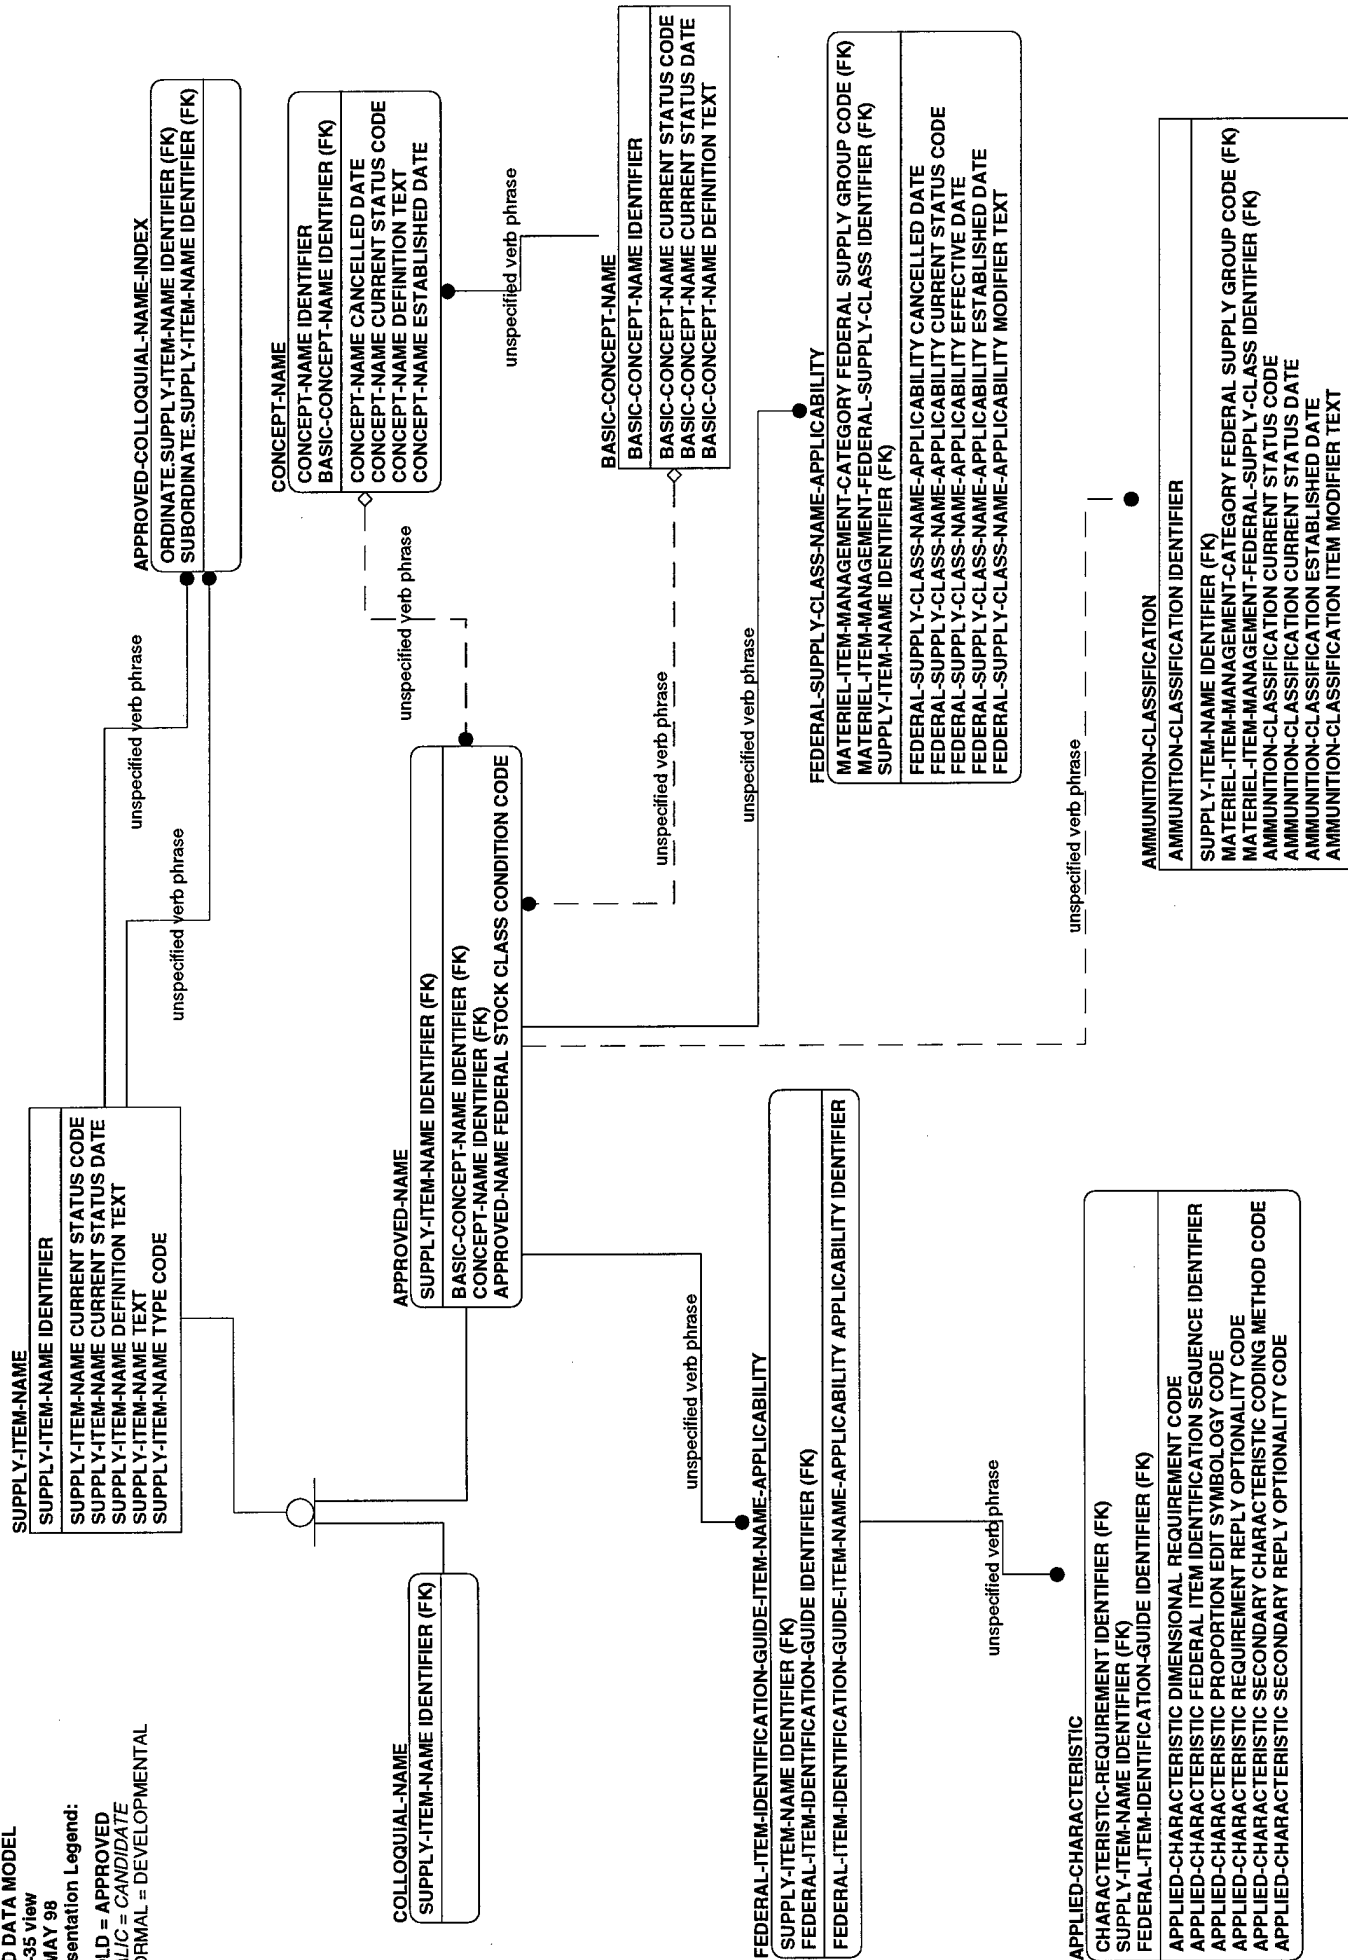 D DATA MODEL
-35 view
MAY 98
sentation Legend:
LD = APPROVED
LIC = CANDIDATE
ORMAL = DEVELOPMENTAL
SUPPLY-ITEM-NAME
SUPPLY-ITEM-NAME IDENTIFIER
SUPPLY-ITEM-NAME CURRENT STATUS CODE
SUPPLY-ITEM-NAME CURRENT STATUS DATE
SUPPLY-ITEM-NAME DEFINITION TEXT
SUPPLY-ITEM-NAME TEXT
SUPPLY-ITEM-NAME TYPE CODE
unspecified verb phrase
unspecified verb phrase
APPROVED-COLLOQUIAL-NAME-INDEX
ORDINATE.SUPPLY-ITEM-NAME IDENTIFIER (FK)
SUBORDINATE.SUPPLY-ITEM-NAME IDENTIFIER (FK)
CONCEPT-NAME
CONCEPT-NAME IDENTIFIER
BASIC-CONCEPT-NAME IDENTIFIER (FK)
CONCEPT-NAME CANCELLED DATE
CONCEPT-NAME CURRENT STATUS CODE
CONCEPT-NAME DEFINITION TEXT
CONCEPT-NAME ESTABLISHED DATE
unspecified verb phrase
unspecified verb phrase
COLLOQUIAL-NAME
SUPPLY-ITEM-NAME IDENTIFIER (FK)
APPROVED-NAME
SUPPLY-ITEM-NAME IDENTIFIER (FK)
BASIC-CONCEPT-NAME IDENTIFIER (FK)
CONCEPT-NAME IDENTIFIER (FK)
APPROVED-NAME FEDERAL STOCK CLASS CONDITION CODE
BASIC-CONCEPT-NAME
BASIC-CONCEPT-NAME IDENTIFIER
BASIC-CONCEPT-NAME CURRENT STATUS CODE
BASIC-CONCEPT-NAME CURRENT STATUS DATE
BASIC-CONCEPT-NAME DEFINITION TEXT
unspecified verb phrase
unspecified verb phrase
unspecified verb phrase
FEDERAL-ITEM-IDENTIFICATION-GUIDE-ITEM-NAME-APPLICABILITY
SUPPLY-ITEM-NAME IDENTIFIER (FK)
FEDERAL-ITEM-IDENTIFICATION-GUIDE IDENTIFIER (FK)
FEDERAL-ITEM-IDENTIFICATION-GUIDE-ITEM-NAME-APPLICABILITY APPLICABILITY IDENTIFIER
FEDERAL-SUPPLY-CLASS-NAME-APPLICABILITY
MATERIEL-ITEM-MANAGEMENT-CATEGORY FEDERAL SUPPLY GROUP CODE (FK)
MATERIEL-ITEM-MANAGEMENT-FEDERAL-SUPPLY-CLASS IDENTIFIER (FK)
SUPPLY-ITEM-NAME IDENTIFIER (FK)
FEDERAL-SUPPLY-CLASS-NAME-APPLICABILITY CANCELLED DATE
FEDERAL-SUPPLY-CLASS-NAME-APPLICABILITY CURRENT STATUS CODE
FEDERAL-SUPPLY-CLASS-NAME-APPLICABILITY EFFECTIVE DATE
FEDERAL-SUPPLY-CLASS-NAME-APPLICABILITY ESTABLISHED DATE
FEDERAL-SUPPLY-CLASS-NAME-APPLICABILITY MODIFIER TEXT
unspecified verb phrase
unspecified verb phrase
APPLIED-CHARACTERISTIC
CHARACTERISTIC-REQUIREMENT IDENTIFIER (FK)
SUPPLY-ITEM-NAME IDENTIFIER (FK)
FEDERAL-IDENTIFICATION-GUIDE IDENTIFIER (FK)
APPLIED-CHARACTERISTIC DIMENSIONAL REQUIREMENT CODE
APPLIED-CHARACTERISTIC FEDERAL ITEM IDENTIFICATION SEQUENCE IDENTIFIER
APPLIED-CHARACTERISTIC PROPORTION EDIT SYMBOLOGY CODE
APPLIED-CHARACTERISTIC REQUIREMENT REPLY OPTIONALITY CODE
APPLIED-CHARACTERISTIC SECONDARY CHARACTERISTIC CODING METHOD CODE
APPLIED-CHARACTERISTIC SECONDARY REPLY OPTIONALITY CODE
AMMUNITION-CLASSIFICATION
AMMUNITION-CLASSIFICATION IDENTIFIER
SUPPLY-ITEM-NAME IDENTIFIER (FK)
MATERIEL-ITEM-MANAGEMENT-CATEGORY FEDERAL SUPPLY GROUP CODE (FK)
MATERIEL-ITEM-MANAGEMENT-FEDERAL-SUPPLY-CLASS IDENTIFIER (FK)
AMMUNITION-CLASSIFICATION CURRENT STATUS CODE
AMMUNITION-CLASSIFICATION CURRENT STATUS DATE
AMMUNITION-CLASSIFICATION ESTABLISHED DATE
AMMUNITION-CLASSIFICATION ITEM MODIFIER TEXT